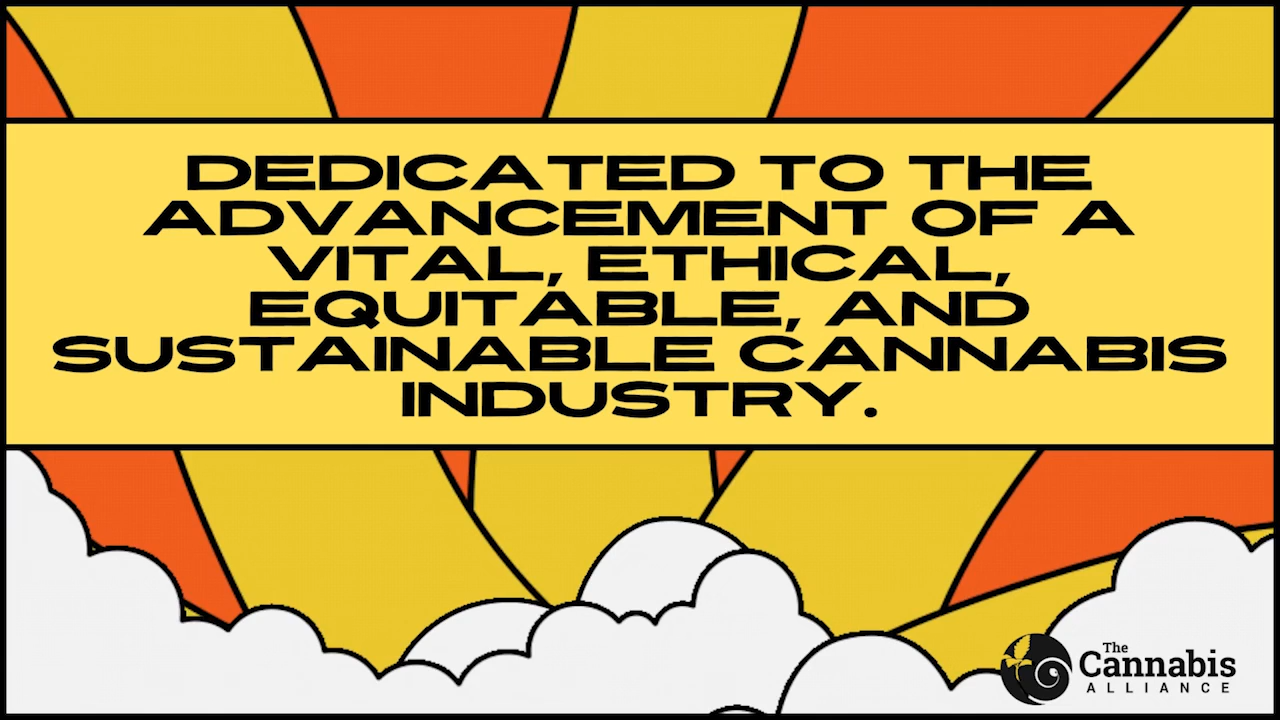 DEDICATED TO THE
ADVANCEMENT OF A
VITAL, ETHICAL,
EQUITABLE, AND
SUSTAINABLE CANNABIS
INDUSTRY.
The
Cannabis
ALLIANCE